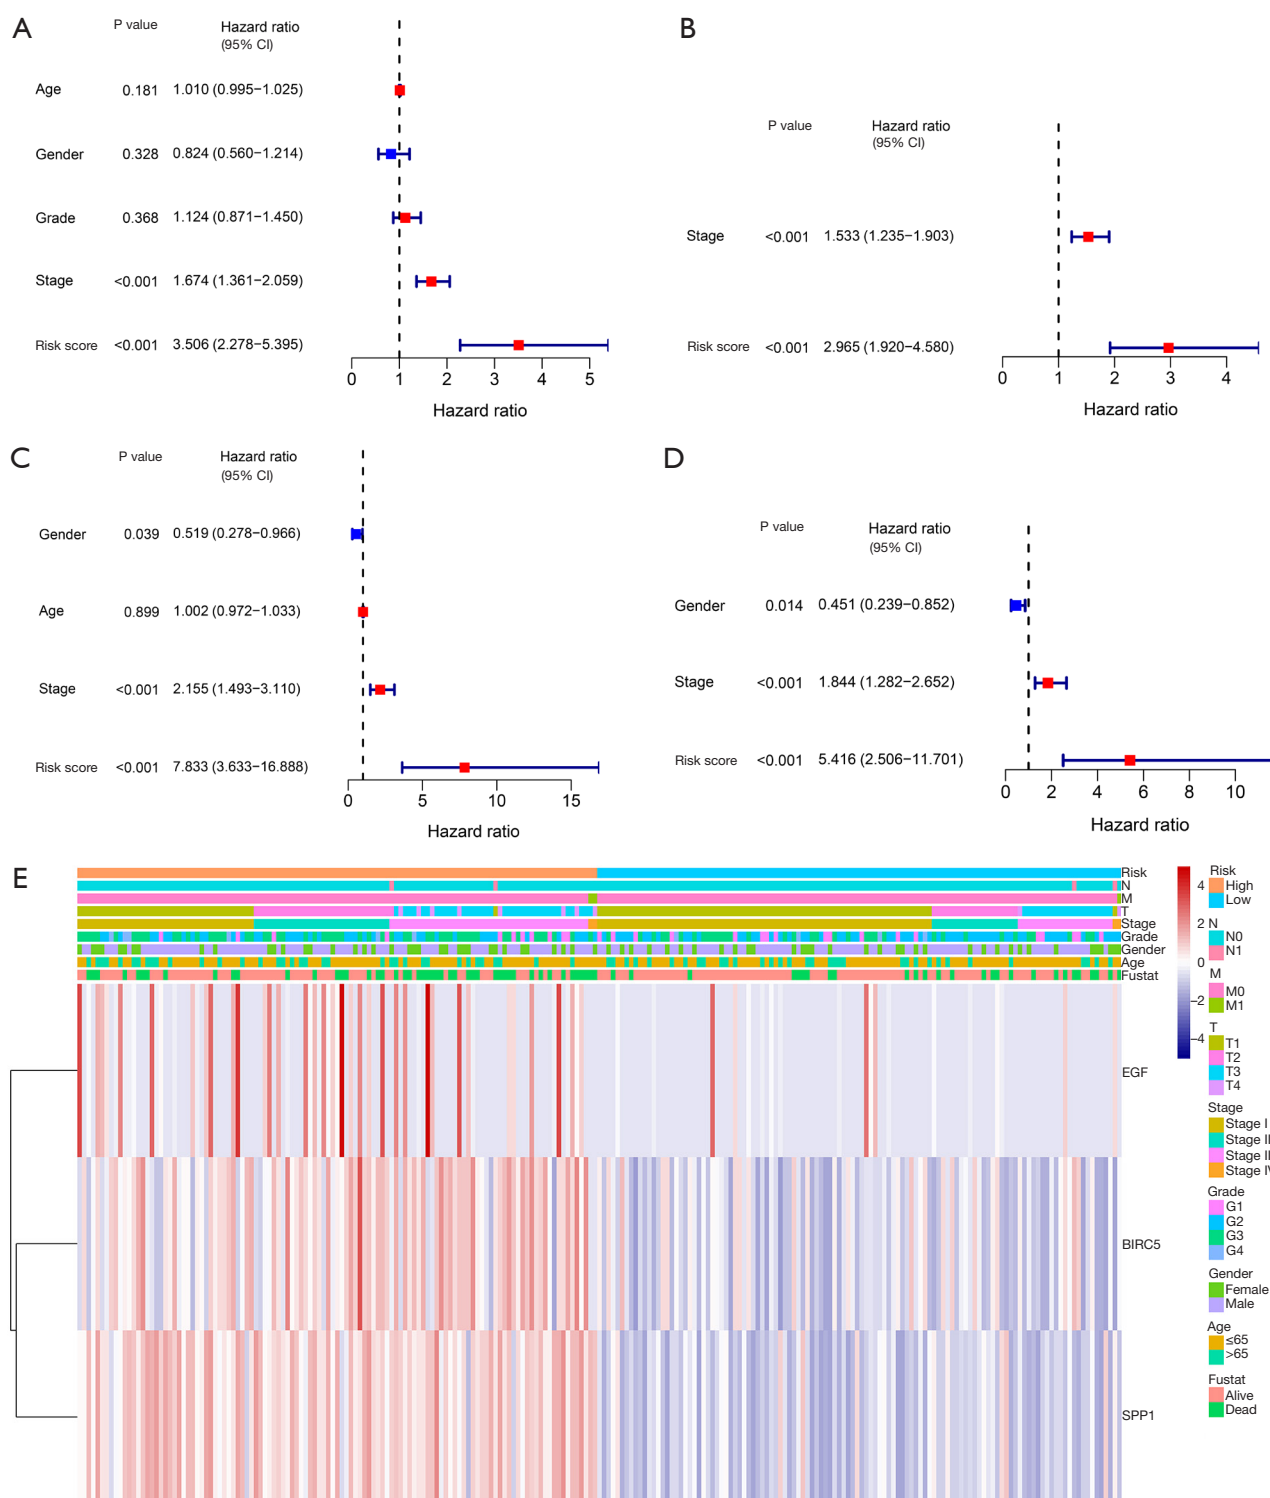 A
P value
Hazard ratio
(95% CI)
Age 0.181 1.010 (0.995−1.025)
Gender 0.328 0.824 (0.560−1.214)
Grade 0.368 1.124 (0.871−1.450)
Stage <0.001 1.674 (1.361−2.059)
Risk score <0.001 3.506 (2.278−5.395)
0 1 2 3 4 5
Hazard ratio
B
P value
Hazard ratio
(95% CI)
Stage <0.001 1.533 (1.235−1.903)
Risk score <0.001 2.965 (1.920−4.580)
0 1 2 3 4
Hazard ratio
C
P value
Hazard ratio
(95% CI)
Gender 0.039 0.519 (0.278−0.966)
Age 0.899 1.002 (0.972−1.033)
Stage <0.001 2.155 (1.493−3.110)
Risk score <0.001 7.833 (3.633−16.888)
0 5 10 15
Hazard ratio
D
P value
Hazard ratio
(95% CI)
Gender 0.014 0.451 (0.239−0.852)
Stage <0.001 1.844 (1.282−2.652)
Risk score <0.001 5.416 (2.506−11.701)
0 2 4 6 8 10
Hazard ratio
E
Risk
N
M
T
Stage
Grade
Gender
Age
Fustat
EGF
BIRC5
SPP1
4
2
0
−2
−4
Risk
High
Low
N
N0
N1
M
M0
M1
T
T1
T2
T3
T4
Stage
Stage I
Stage II
Stage II
Stage I
Grade
G1
G2
G3
G4
Gender
Female
Male
Age
≤65
>65
Fustat
Alive
Dead